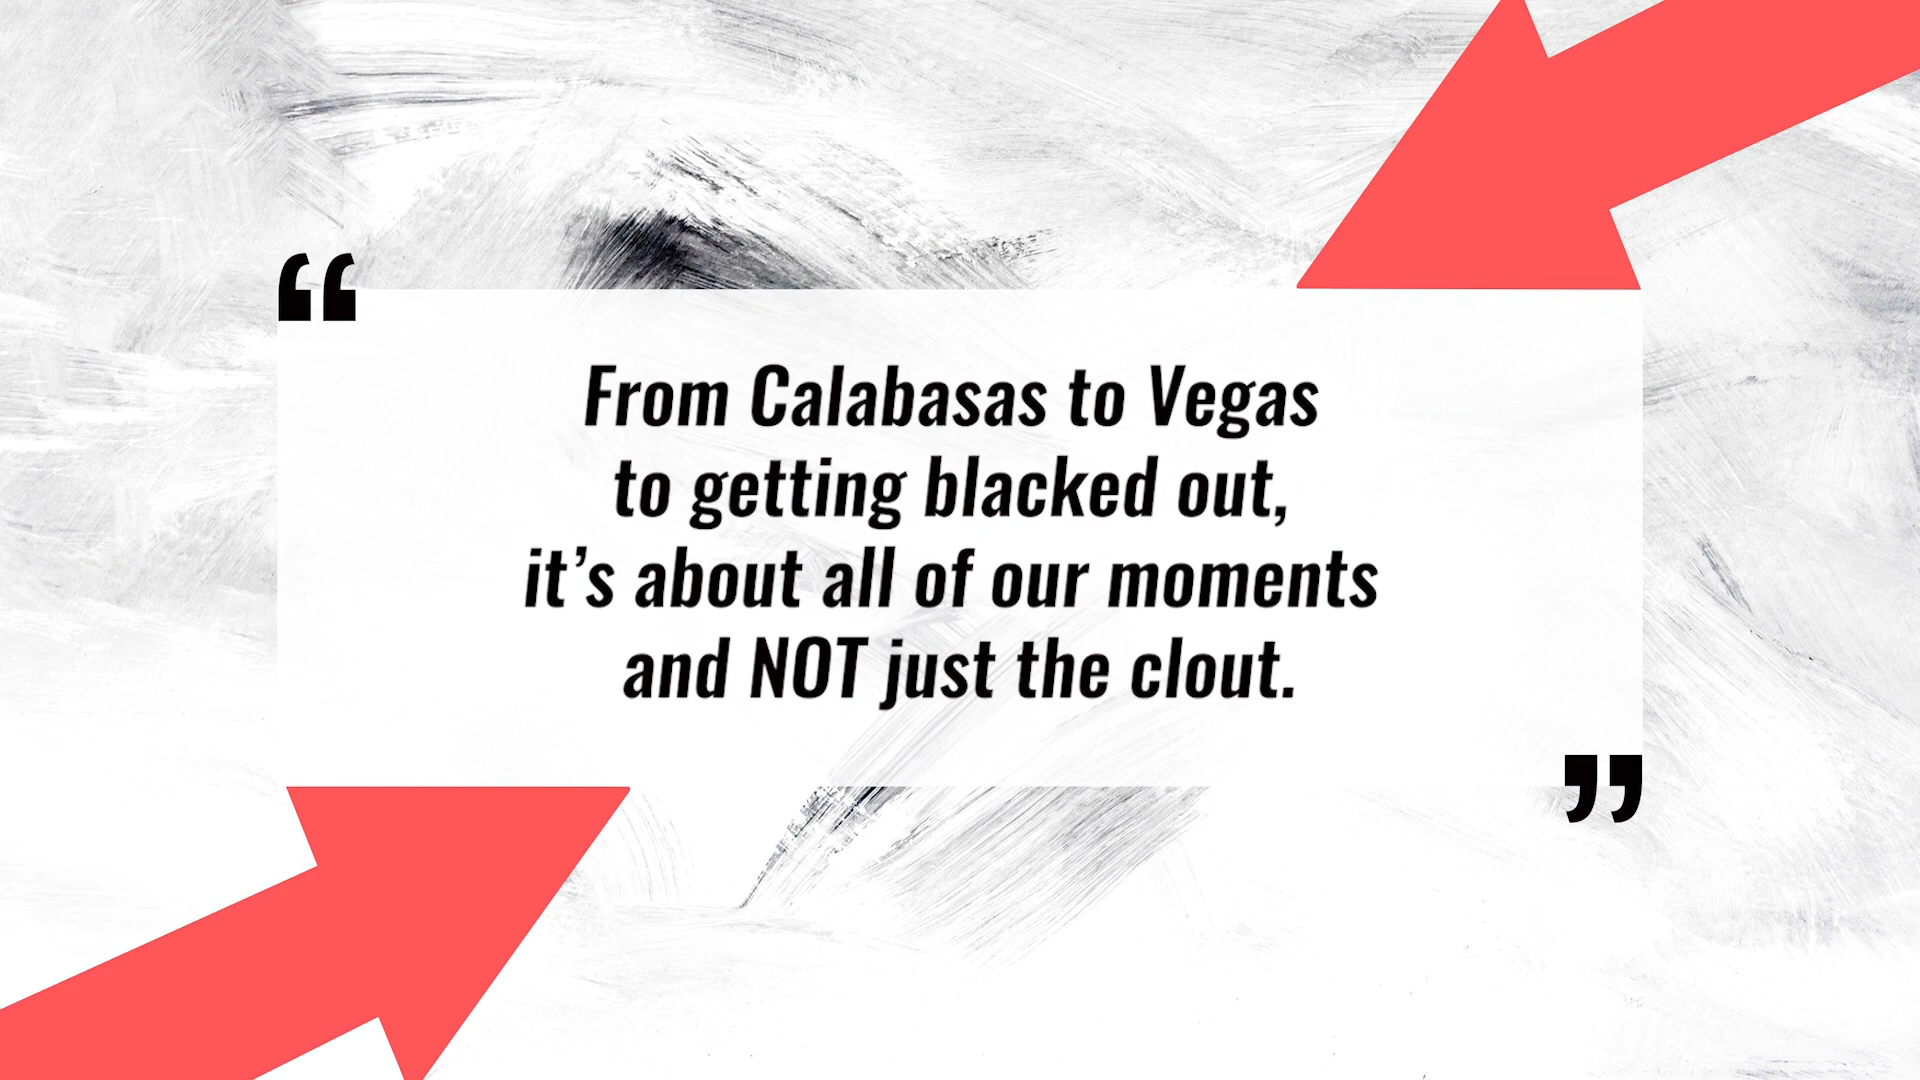 “
From Calabasas to Vegas
to getting blacked out,
it’s about all of our moments
and NOT just the clout.
”